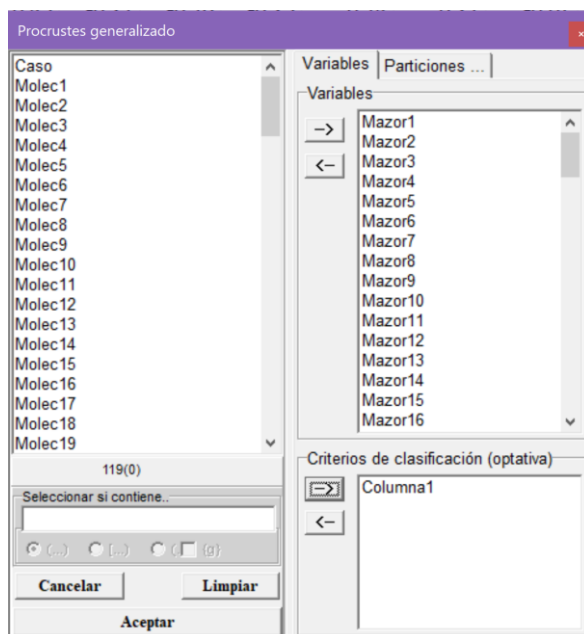 Procrustes generalizado
×
Caso
Molec1
Molec2
Molec3
Molec4
Molec5
Molec6
Molec7
Molec8
Molec9
Molec10
Molec11
Molec12
Molec13
Molec14
Molec15
Molec16
Molec17
Molec18
Molec19
119(0)
Seleccionar si contiene..
(...)
[...)
(
{g}
Cancelar
Limpiar
Aceptar
Variables
Particiones ...
Variables
-->
<--
Mazor1
Mazor2
Mazor3
Mazor4
Mazor5
Mazor6
Mazor7
Mazor8
Mazor9
Mazor10
Mazor11
Mazor12
Mazor13
Mazor14
Mazor15
Mazor16
Criterios de clasificación (optativa)
-->
<--
Columna1